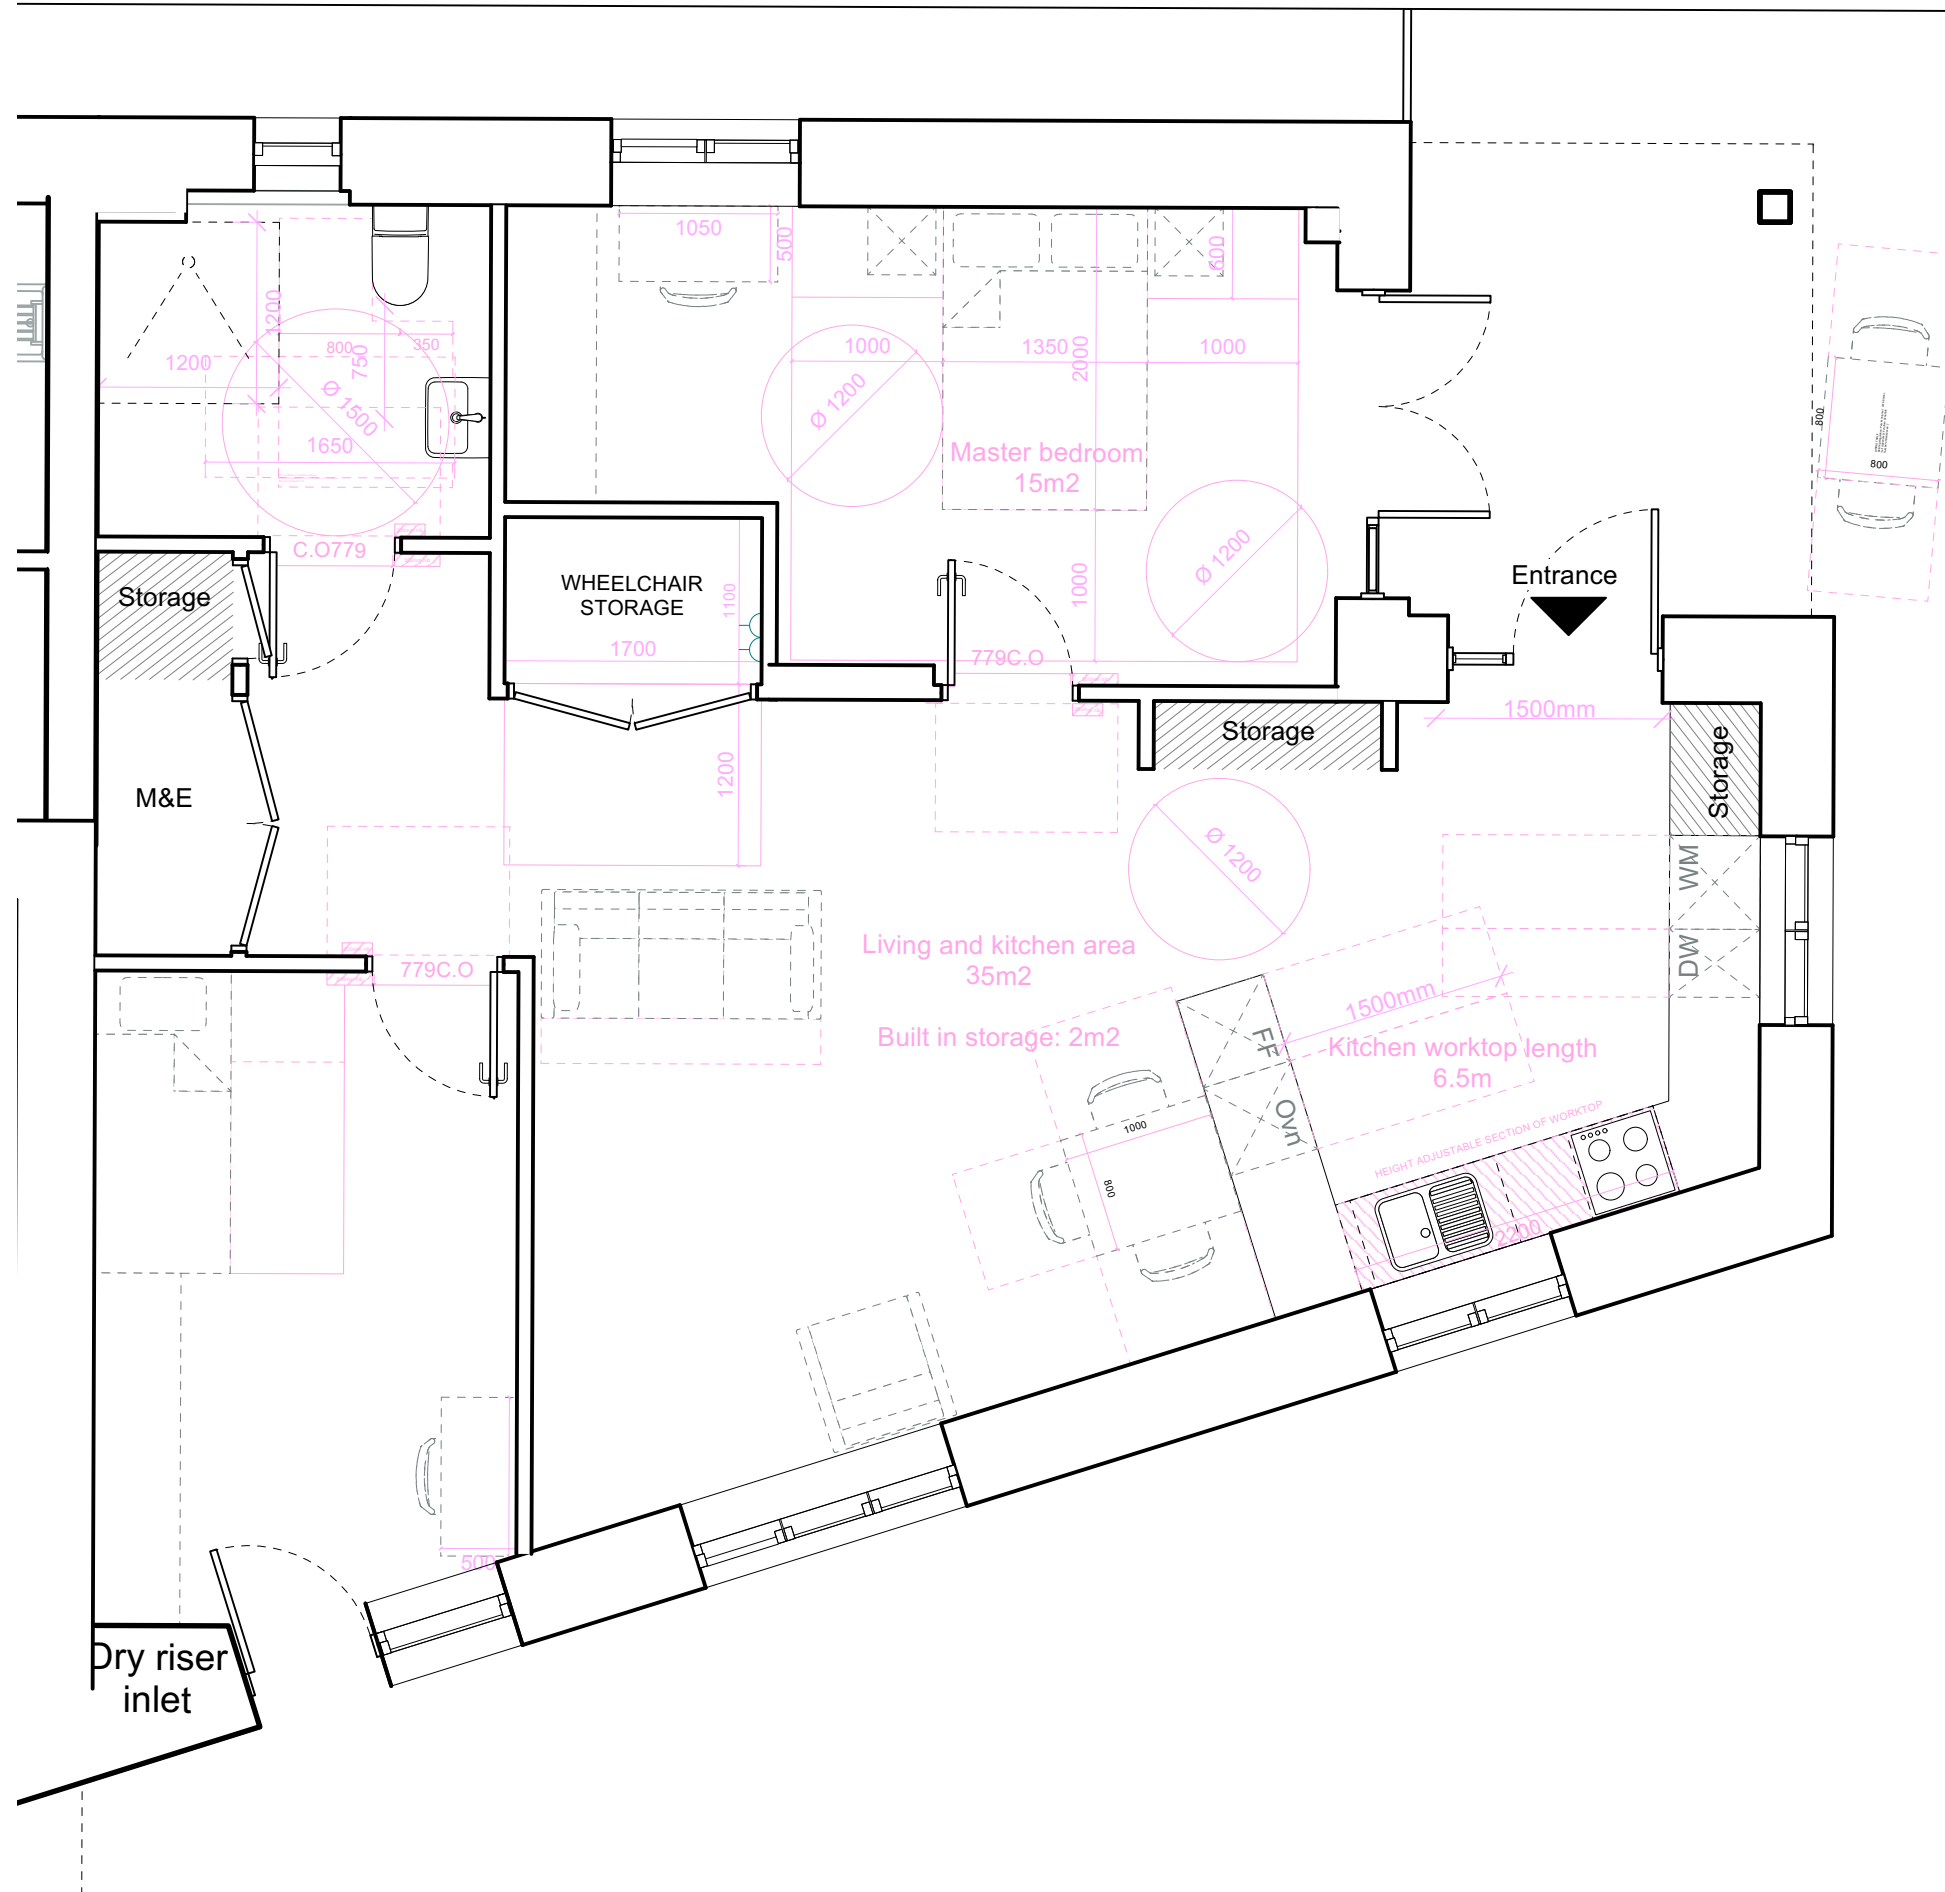 1050
500
600
1200
800
350
750
1200
Ø 1500
1650
1000
1350
2000
1000
Ø 1200
Master bedroom
15m2
Ø 1200
1000
800
800
C.O779
Storage
WHEELCHAIR
STORAGE
1100
1700
779C.O
Entrance
1500mm
Storage
Storage
1200
M&E
Ø 1200
WM
DW
779C.O
Living and kitchen area
35m2
1500mm
Built in storage: 2m2
FF
Kitchen worktop length
6.5m
Ovn
HEIGHT ADJUSTABLE SECTION OF WORKTOP
1000
800
2200
500
Dry riser
inlet